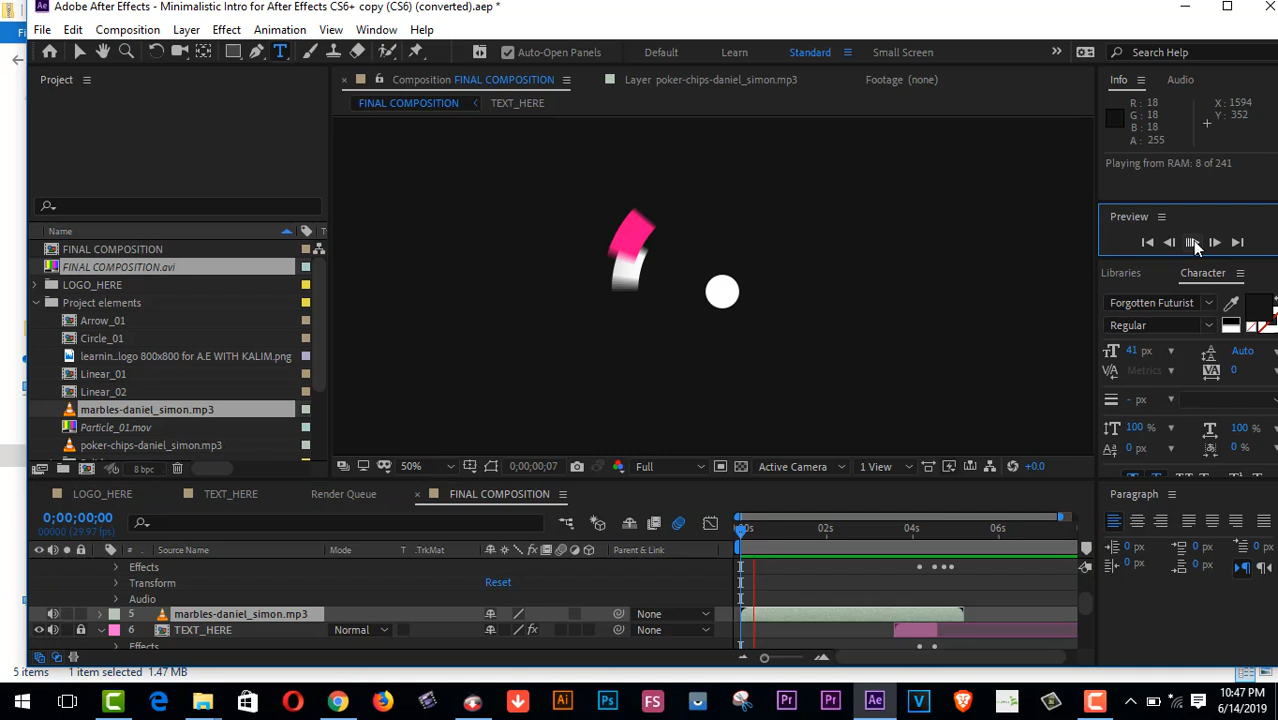 Adobe After Effects - Minimalistic Intro for After Effects CS6+ copy (CS6) (converted).aep *
File Edit Composition Layer Effect Animation View Window Help
Auto-Open Panels Default Learn Standard Small Screen Search Help
Project Composition FINAL COMPOSITION Layer poker-chips-daniel_simon.mp3 Footage (none) Info Audio
FINAL COMPOSITION TEXT_HERE
R: 18 X: 1594
G: 18 Y: 352
B: 18
A: 255
Playing from RAM: 8 of 241
Preview
Name
FINAL COMPOSITION
FINAL COMPOSITION.avi
LOGO_HERE
Project elements
Arrow_01
Circle_01
learnin...logo 800x800 for A.E WITH KALIM.png
Linear_01
Linear_02
marbles-daniel_simon.mp3
Particle_01.mov
poker-chips-daniel_simon.mp3
8 bpc
Libraries Character
Forgotten Futurist
Regular
41 px Auto
Metrics 0
- px
100 % 100 %
0 px 0 %
50% 0;00;00;07 Full Active Camera 1 View +0.0
LOGO_HERE TEXT_HERE Render Queue FINAL COMPOSITION Paragraph
0;00;00;00
00000 (29.97 fps)
00s 02s 04s 06s
# Source Name Mode T .TrkMat Parent & Link
0 px 0 px 0 px
0 px 0 px
Effects
Transform Reset
Audio
5 marbles-daniel_simon.mp3 None
6 TEXT_HERE Normal None
Effects
5 items 1 item selected 1.47 MB
10:47 PM
6/14/2019